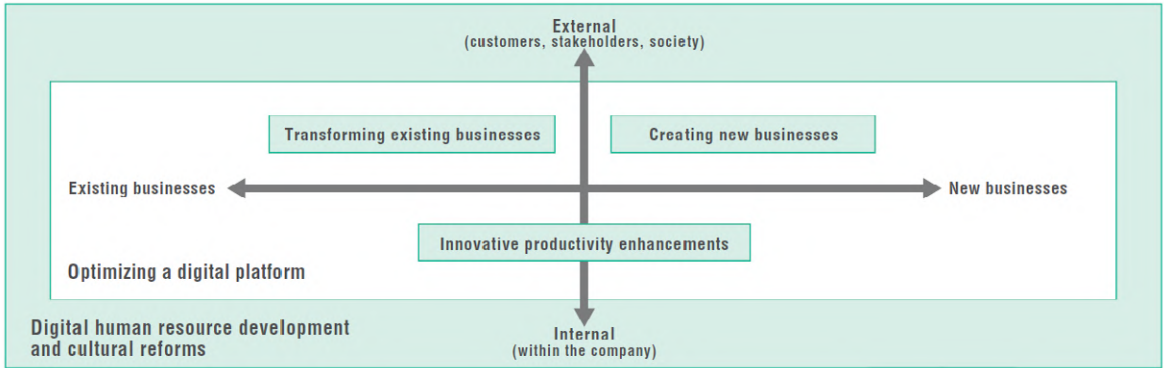 External
(customers, stakeholders, society)
Transforming existing businesses
Creating new businesses
Existing businesses
New businesses
Innovative productivity enhancements
Optimizing a digital platform
Digital human resource development
and cultural reforms
Internal
(within the company)